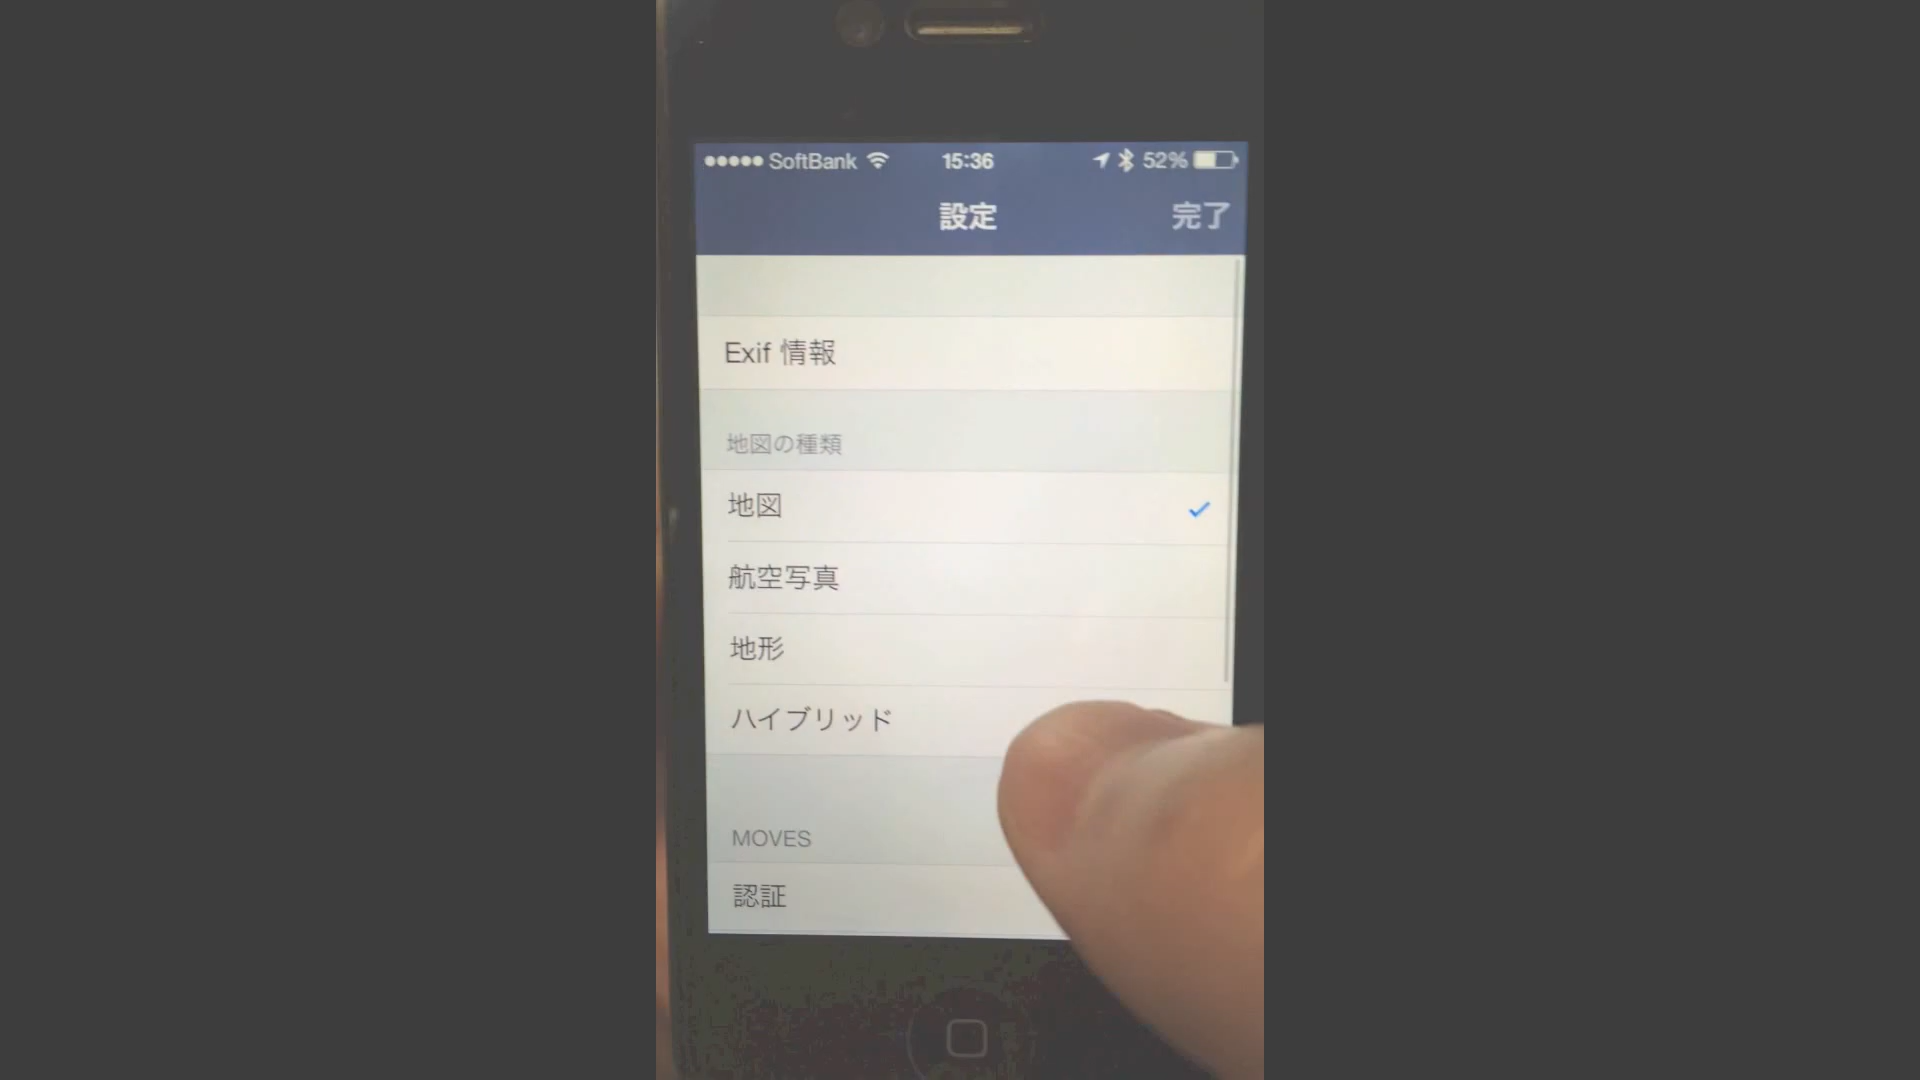 SoftBank 15:36 52%
設定 完了
Exif 情報
地図の種類
地図
航空写真
地形
ハイブリッド
MOVES
認証